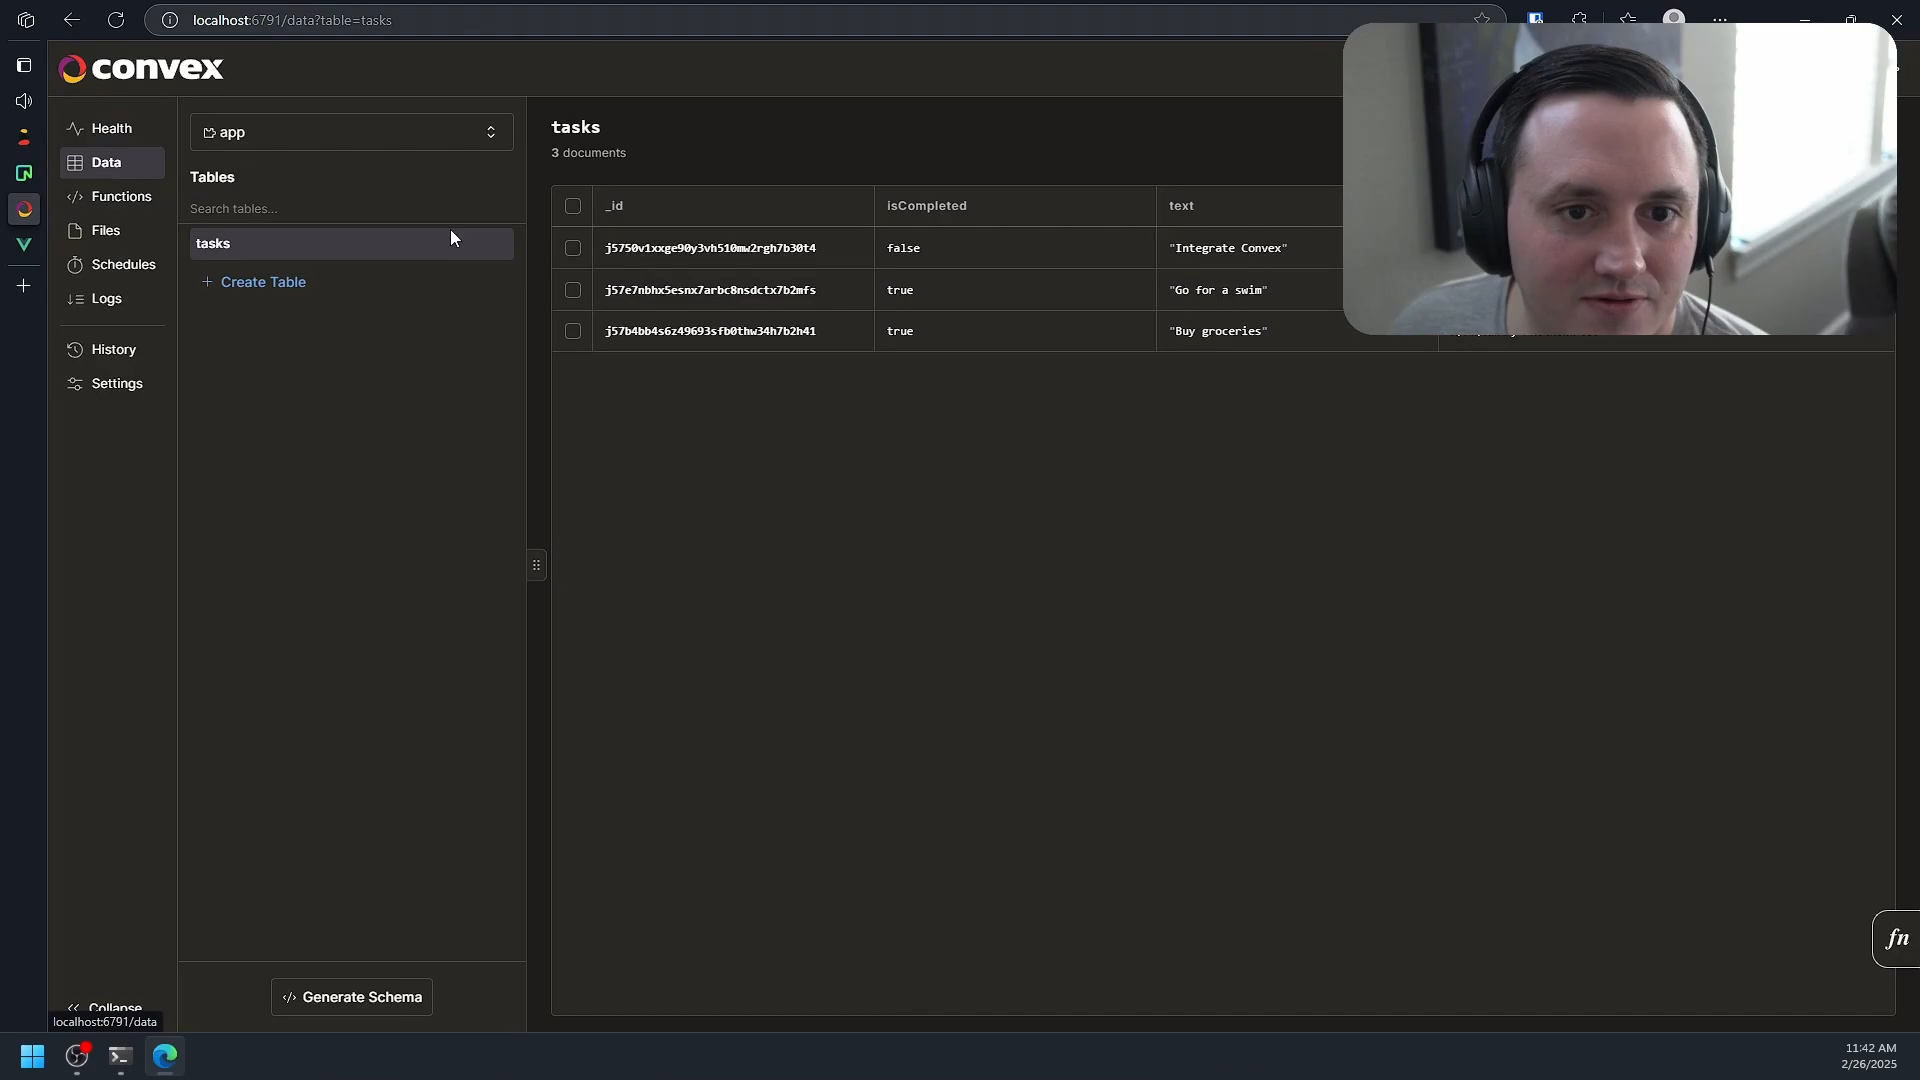 localhost:6791/data?table=tasks
convex
Health
Data
Functions
Files
Schedules
Logs
History
Settings
Collapse
localhost:6791/data
app
Tables
Search tables...
tasks
+ Create Table
Generate Schema
tasks
3 documents
_id isCompleted text
j5750v1xxge90y3vh510mw2rgh7b30t4 false "Integrate Convex"
j57e7nbhx5esnx7arbc8nsdctx7b2mfs true "Go for a swim"
j57b4bb4s6z49693sfb0thw34h7b2h41 true "Buy groceries"
fn
11:42 AM
2/26/2025